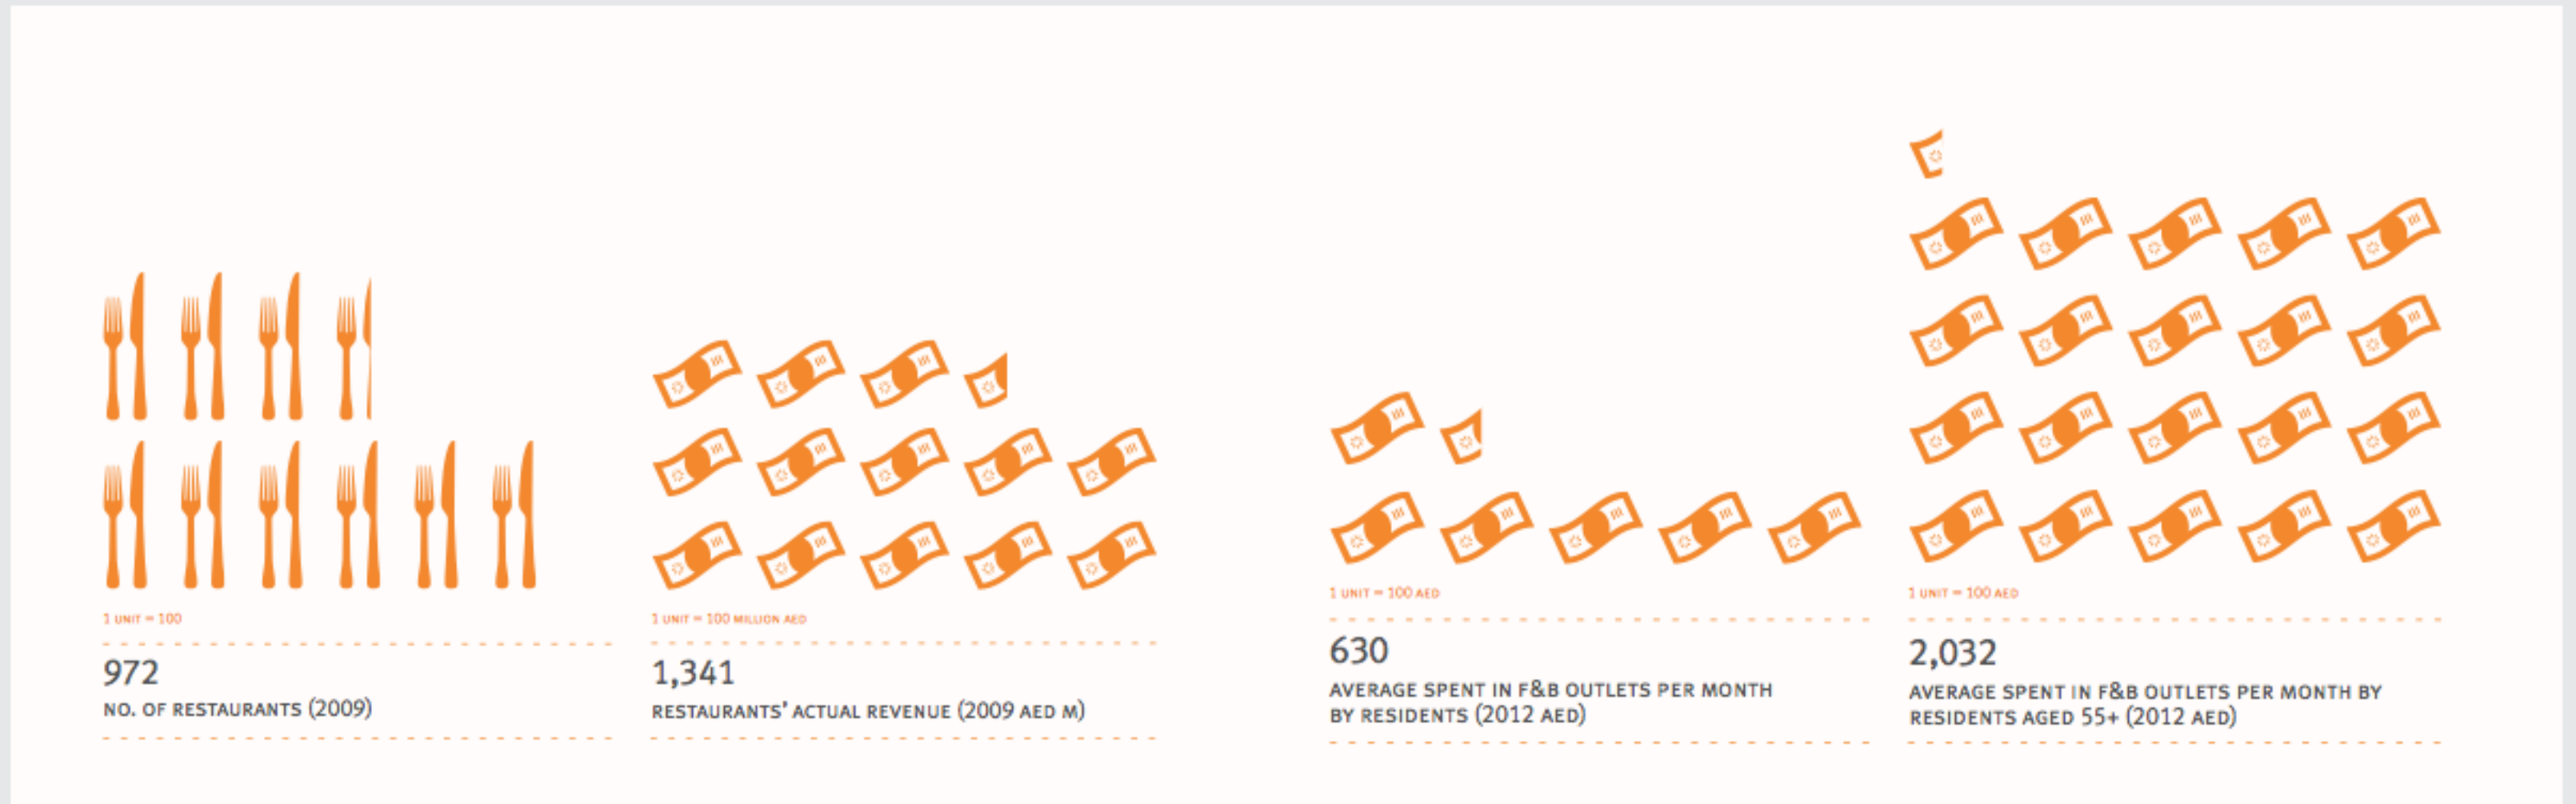 1 UNIT = 100
972
NO. OF RESTAURANTS (2009)
1 UNIT = 100 MILLION AED
1,341
RESTAURANTS' ACTUAL REVENUE (2009 AED M)
1 UNIT = 100 AED
630
AVERAGE SPENT IN F&B OUTLETS PER MONTH
BY RESIDENTS (2012 AED)
1 UNIT = 100 AED
2,032
AVERAGE SPENT IN F&B OUTLETS PER MONTH BY
RESIDENTS AGED 55+ (2012 AED)